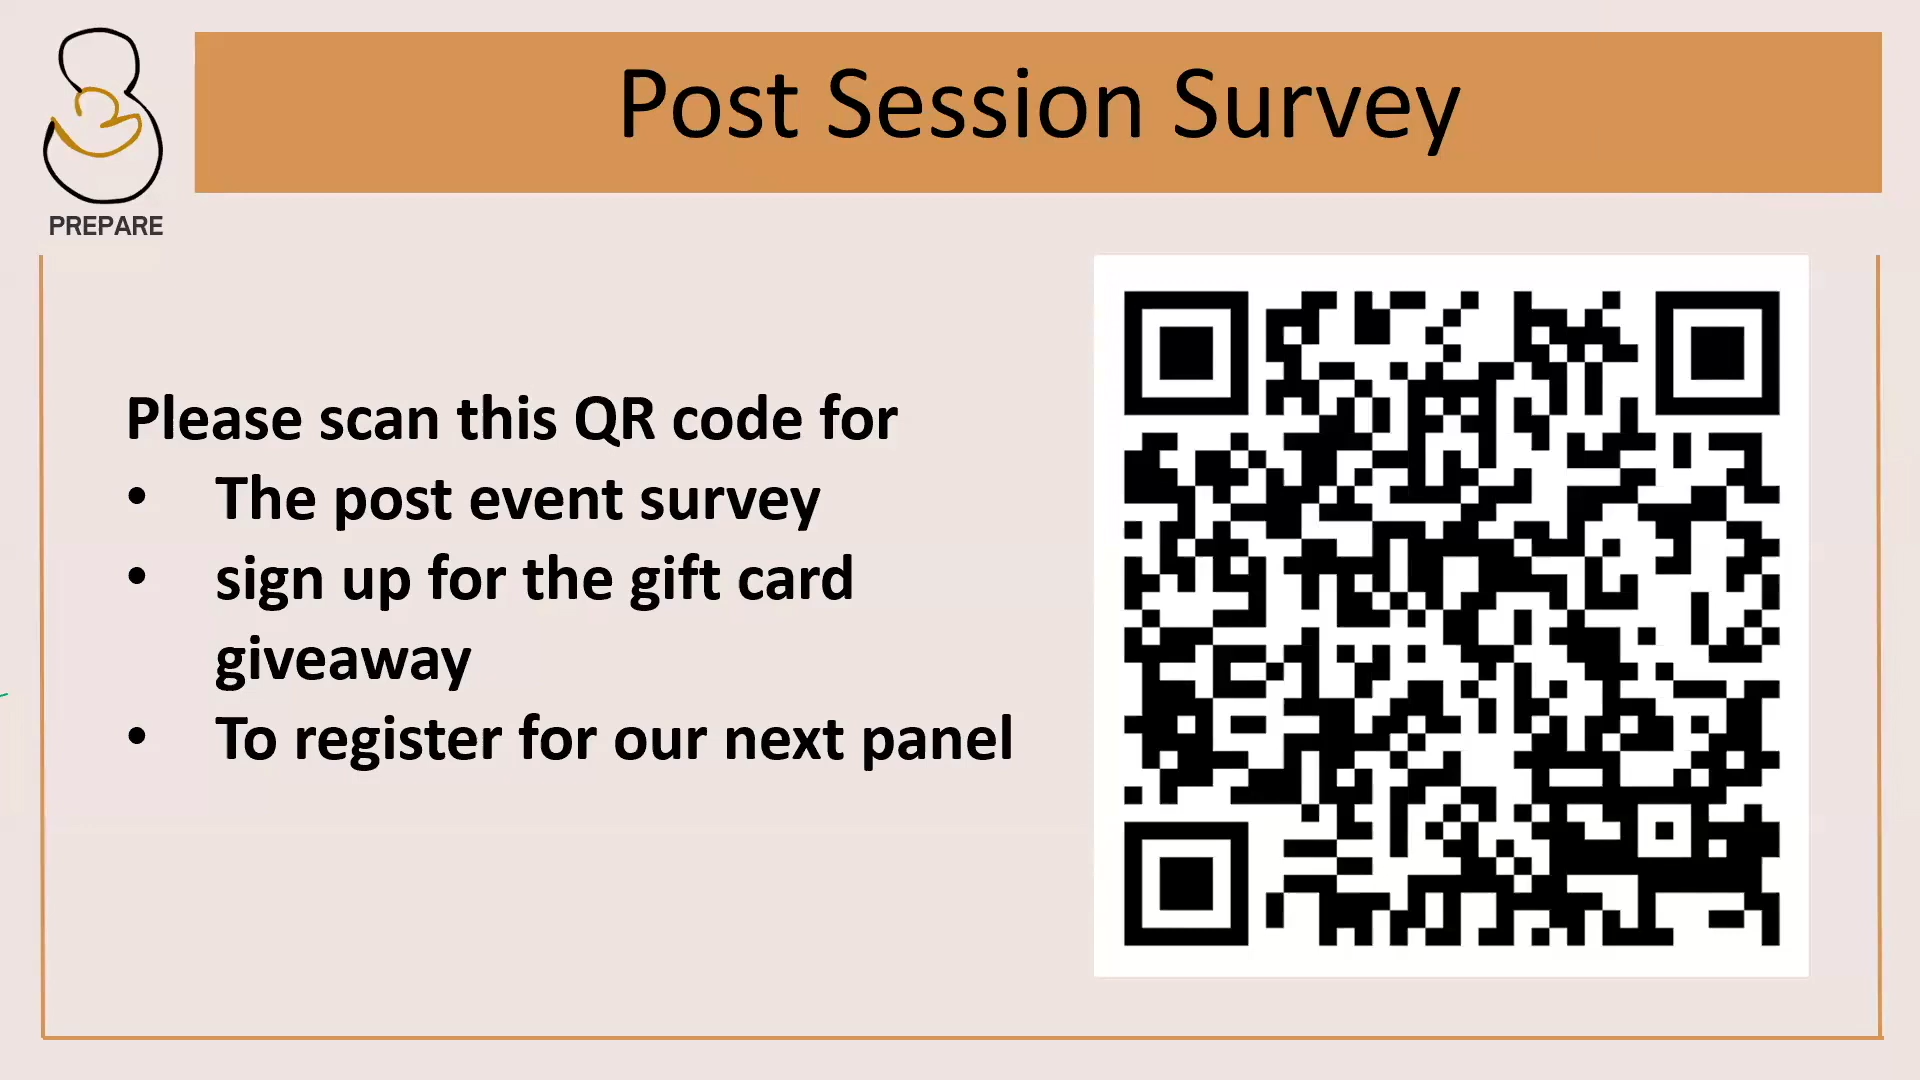 Post Session Survey
PREPARE
Please scan this QR code for
• The post event survey
• sign up for the gift card
giveaway
• To register for our next panel